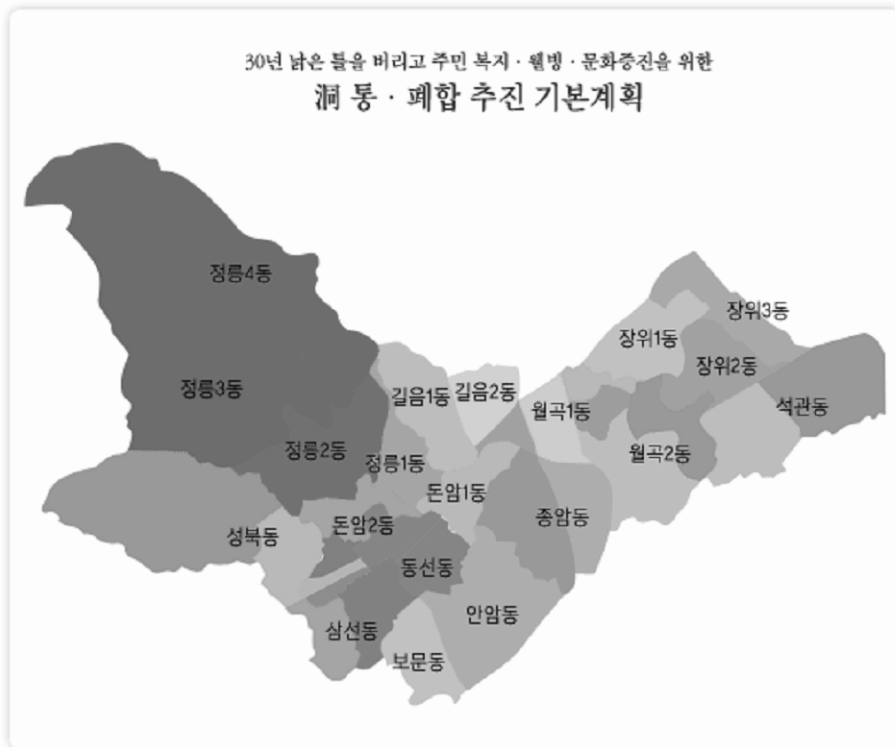 30년 낡은 틀을 버리고 주민 복지 · 웰빙 · 문화증진을 위한
洞 통 · 폐합 추진 기본계획
정릉4동
장위3동
장위1동
장위2동
정릉3동
길음1동
길음2동
월곡1동
석관동
정릉2동
정릉1동
월곡2동
돈암1동
종암동
돈암2동
성북동
동선동
안암동
삼선동
보문동